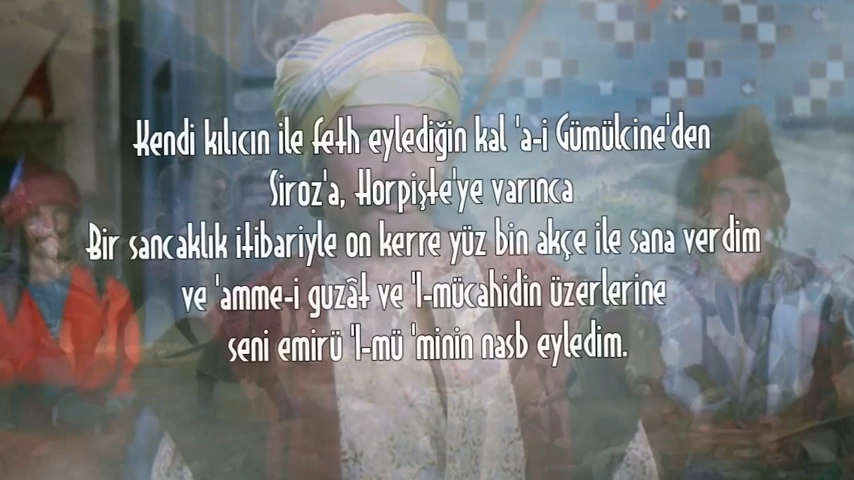 Kendi kılıcın ile feth eylediğin kal 'a-i Gümülcine'den
Siroz'a, Horpişte'ye varınca
Bir sancaklık itibariyle on kerre yüz bin akçe ile sana verdim
ve 'amme-i guzât ve 'l-mücahidin üzerlerine
seni emirü 'l-mü 'minin nasb eyledim.